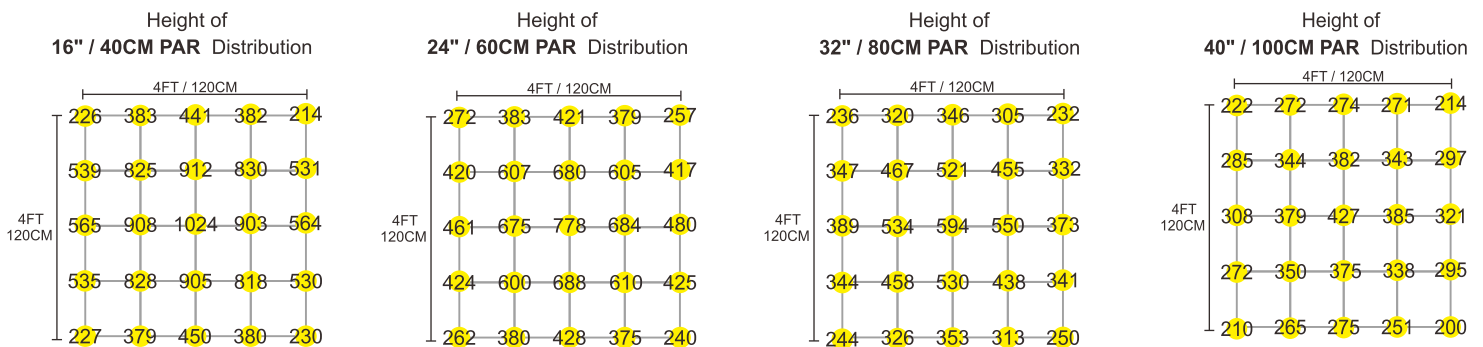 Height of
16" / 40CM PAR Distribution
4FT / 120CM
4FT
120CM
226 383 441 382 214
539 825 912 830 531
565 908 1024 903 564
535 828 905 818 530
227 379 450 380 230
Height of
24" / 60CM PAR Distribution
4FT / 120CM
4FT
120CM
272 383 421 379 257
420 607 680 605 417
461 675 778 684 480
424 600 688 610 425
262 380 428 375 240
Height of
32" / 80CM PAR Distribution
4FT / 120CM
4FT
120CM
236 320 346 305 232
347 467 521 455 332
389 534 594 550 373
344 458 530 438 341
244 326 353 313 250
Height of
40" / 100CM PAR Distribution
4FT / 120CM
4FT
120CM
222 272 274 271 214
285 344 382 343 297
308 379 427 385 321
272 350 375 338 295
210 265 275 251 200